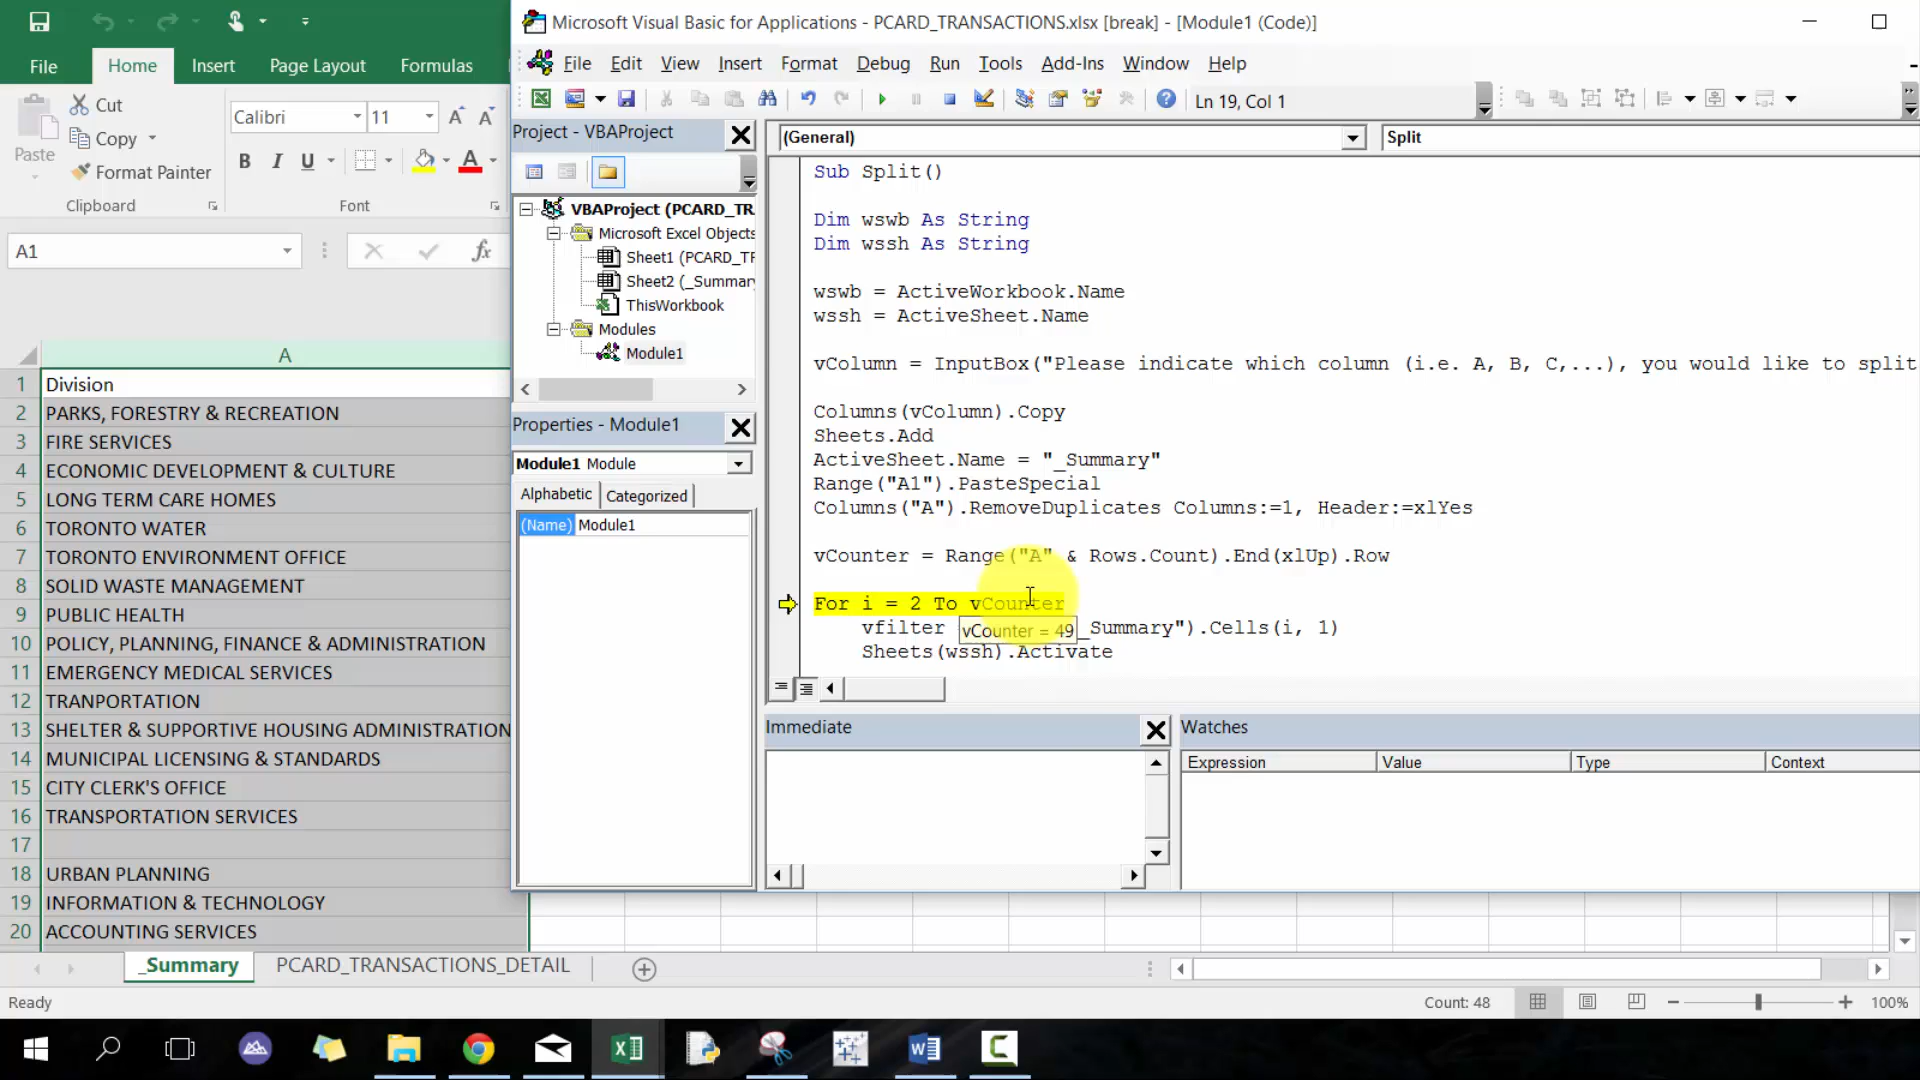 Microsoft Visual Basic for Applications - PCARD_TRANSACTIONS.xlsx [break] - [Module1 (Code)]
File Home Insert Page Layout Formulas
File Edit View Insert Format Debug Run Tools Add-Ins Window Help
Cut
Copy
Format Painter
Paste
Clipboard
Calibri 11
B I U A
Font
A1 fx
Ln 19, Col 1
Project - VBAProject
VBAProject (PCARD_TR
Microsoft Excel Objects
Sheet1 (PCARD_TF
Sheet2 (_Summary
ThisWorkbook
Modules
Module1
Properties - Module1
Module1 Module
Alphabetic Categorized
(Name) Module1
(General) Split
Sub Split()
Dim wswb As String
Dim wssh As String
wswb = ActiveWorkbook.Name
wssh = ActiveSheet.Name
vColumn = InputBox("Please indicate which column (i.e. A, B, C,...), you would like to split
Columns(vColumn).Copy
Sheets.Add
ActiveSheet.Name = "_Summary"
Range("A1").PasteSpecial
Columns("A").RemoveDuplicates Columns:=1, Header:=xlYes
vCounter = Range("A" & Rows.Count).End(xlUp).Row
For i = 2 To vCounter
vfilter _Summary").Cells(i, 1)
vCounter = 49
Sheets(wssh).Activate
Immediate
Watches
Expression Value Type Context
A
1 Division
2 PARKS, FORESTRY & RECREATION
3 FIRE SERVICES
4 ECONOMIC DEVELOPMENT & CULTURE
5 LONG TERM CARE HOMES
6 TORONTO WATER
7 TORONTO ENVIRONMENT OFFICE
8 SOLID WASTE MANAGEMENT
9 PUBLIC HEALTH
10 POLICY, PLANNING, FINANCE & ADMINISTRATION
11 EMERGENCY MEDICAL SERVICES
12 TRANPORTATION
13 SHELTER & SUPPORTIVE HOUSING ADMINISTRATION
14 MUNICIPAL LICENSING & STANDARDS
15 CITY CLERK'S OFFICE
16 TRANSPORTATION SERVICES
17
18 URBAN PLANNING
19 INFORMATION & TECHNOLOGY
20 ACCOUNTING SERVICES
_Summary PCARD_TRANSACTIONS_DETAIL
Ready Count: 48 100%